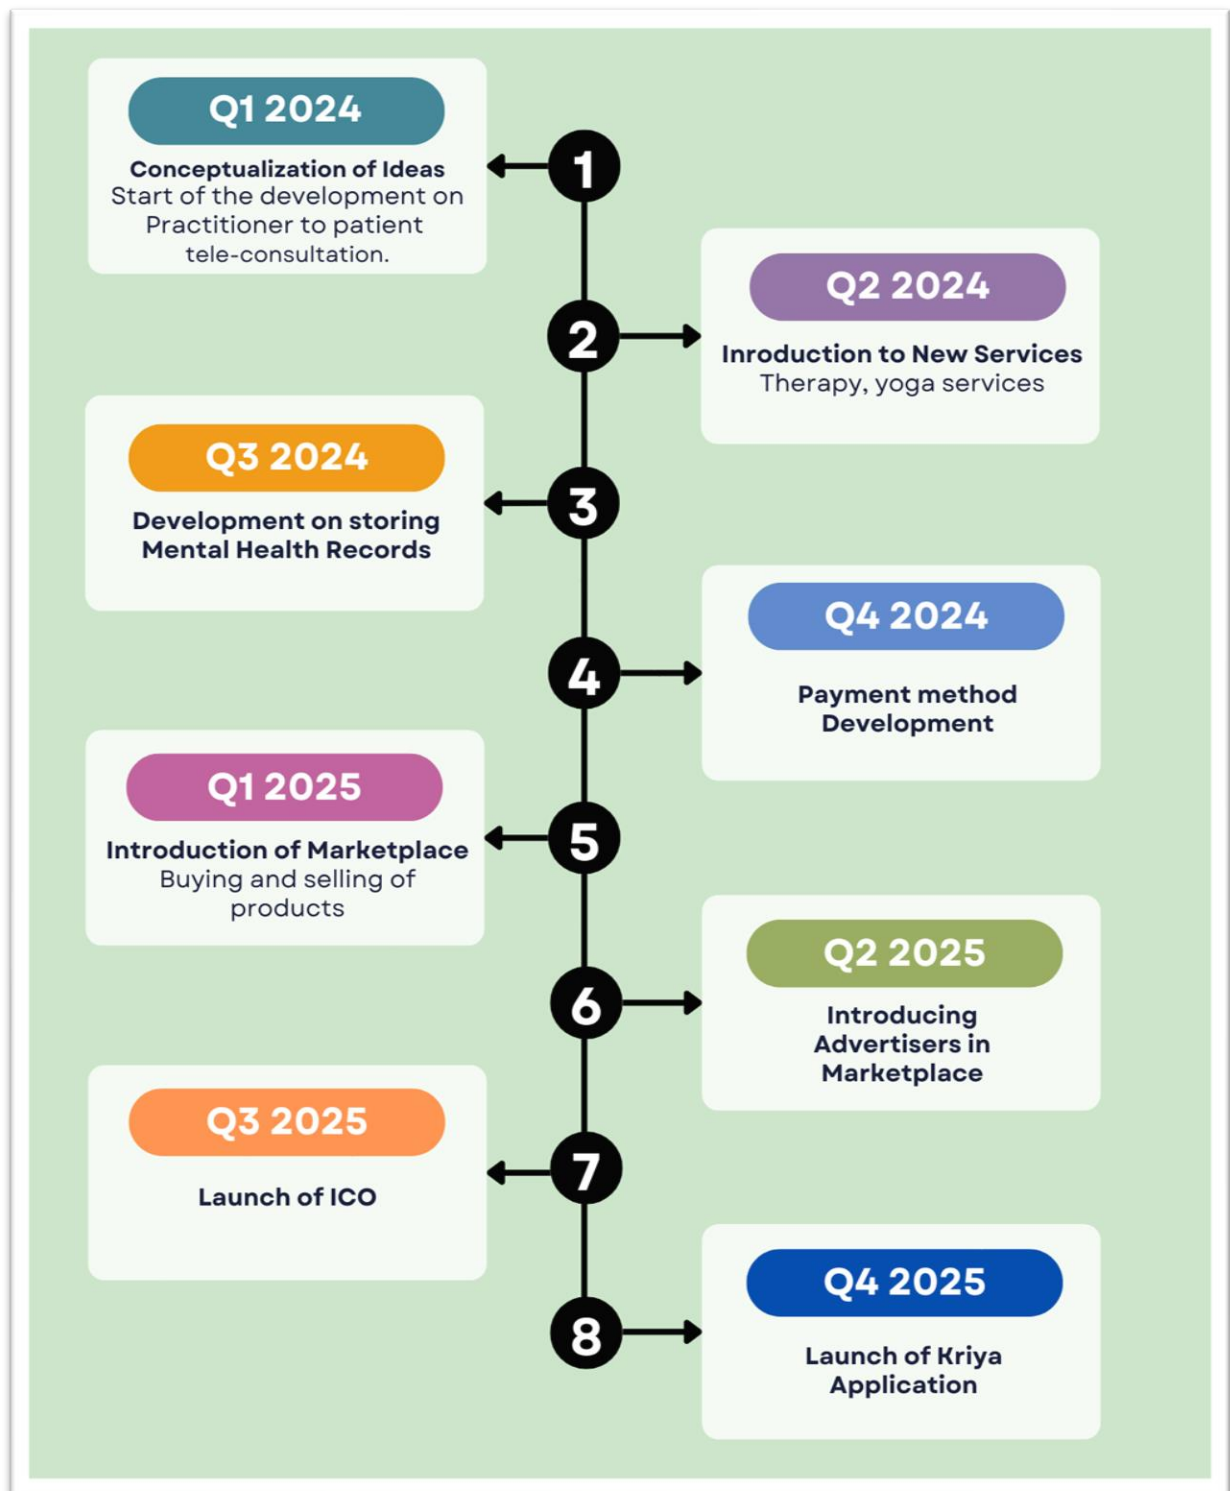 Q1 2024
Conceptualization of Ideas
Start of the development on
Practitioner to patient
tele-consultation.
1
Q2 2024
Inroduction to New Services
Therapy, yoga services
2
Q3 2024
Development on storing
Mental Health Records
3
Q4 2024
Payment method
Development
4
Q1 2025
Introduction of Marketplace
Buying and selling of
products
5
Q2 2025
Introducing
Advertisers in
Marketplace
6
Q3 2025
Launch of ICO
7
Q4 2025
Launch of Kriya
Application
8